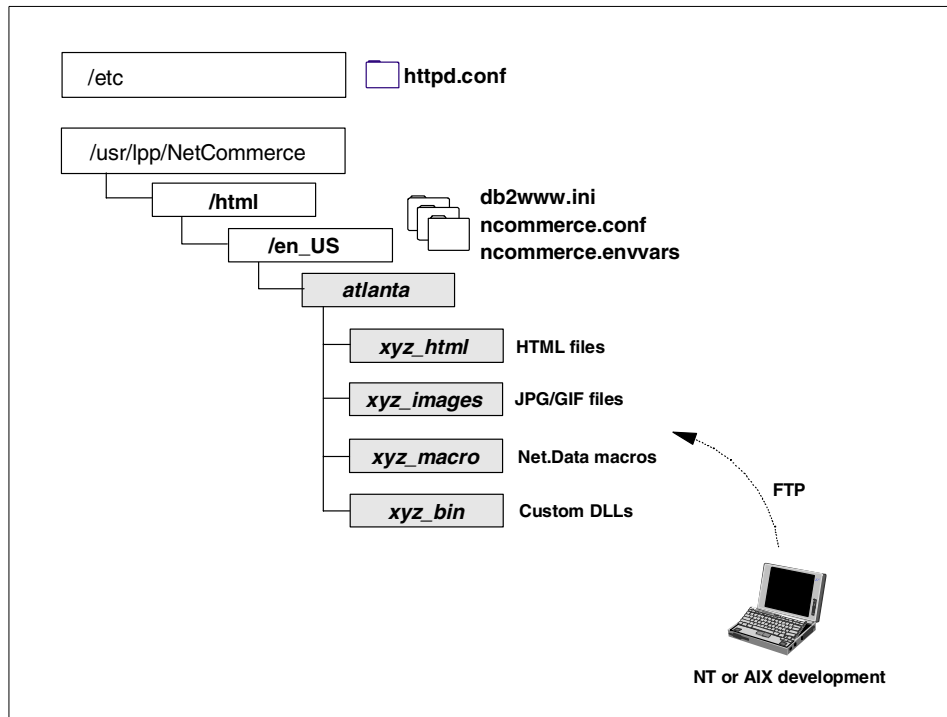 /etc
httpd.conf
/usr/lpp/NetCommerce
/html
db2www.ini
ncommerce.conf
ncommerce.envvars
/en_US
atlanta
xyz_html
HTML files
xyz_images
JPG/GIF files
xyz_macro
Net.Data macros
xyz_bin
Custom DLLs
FTP
NT or AIX development